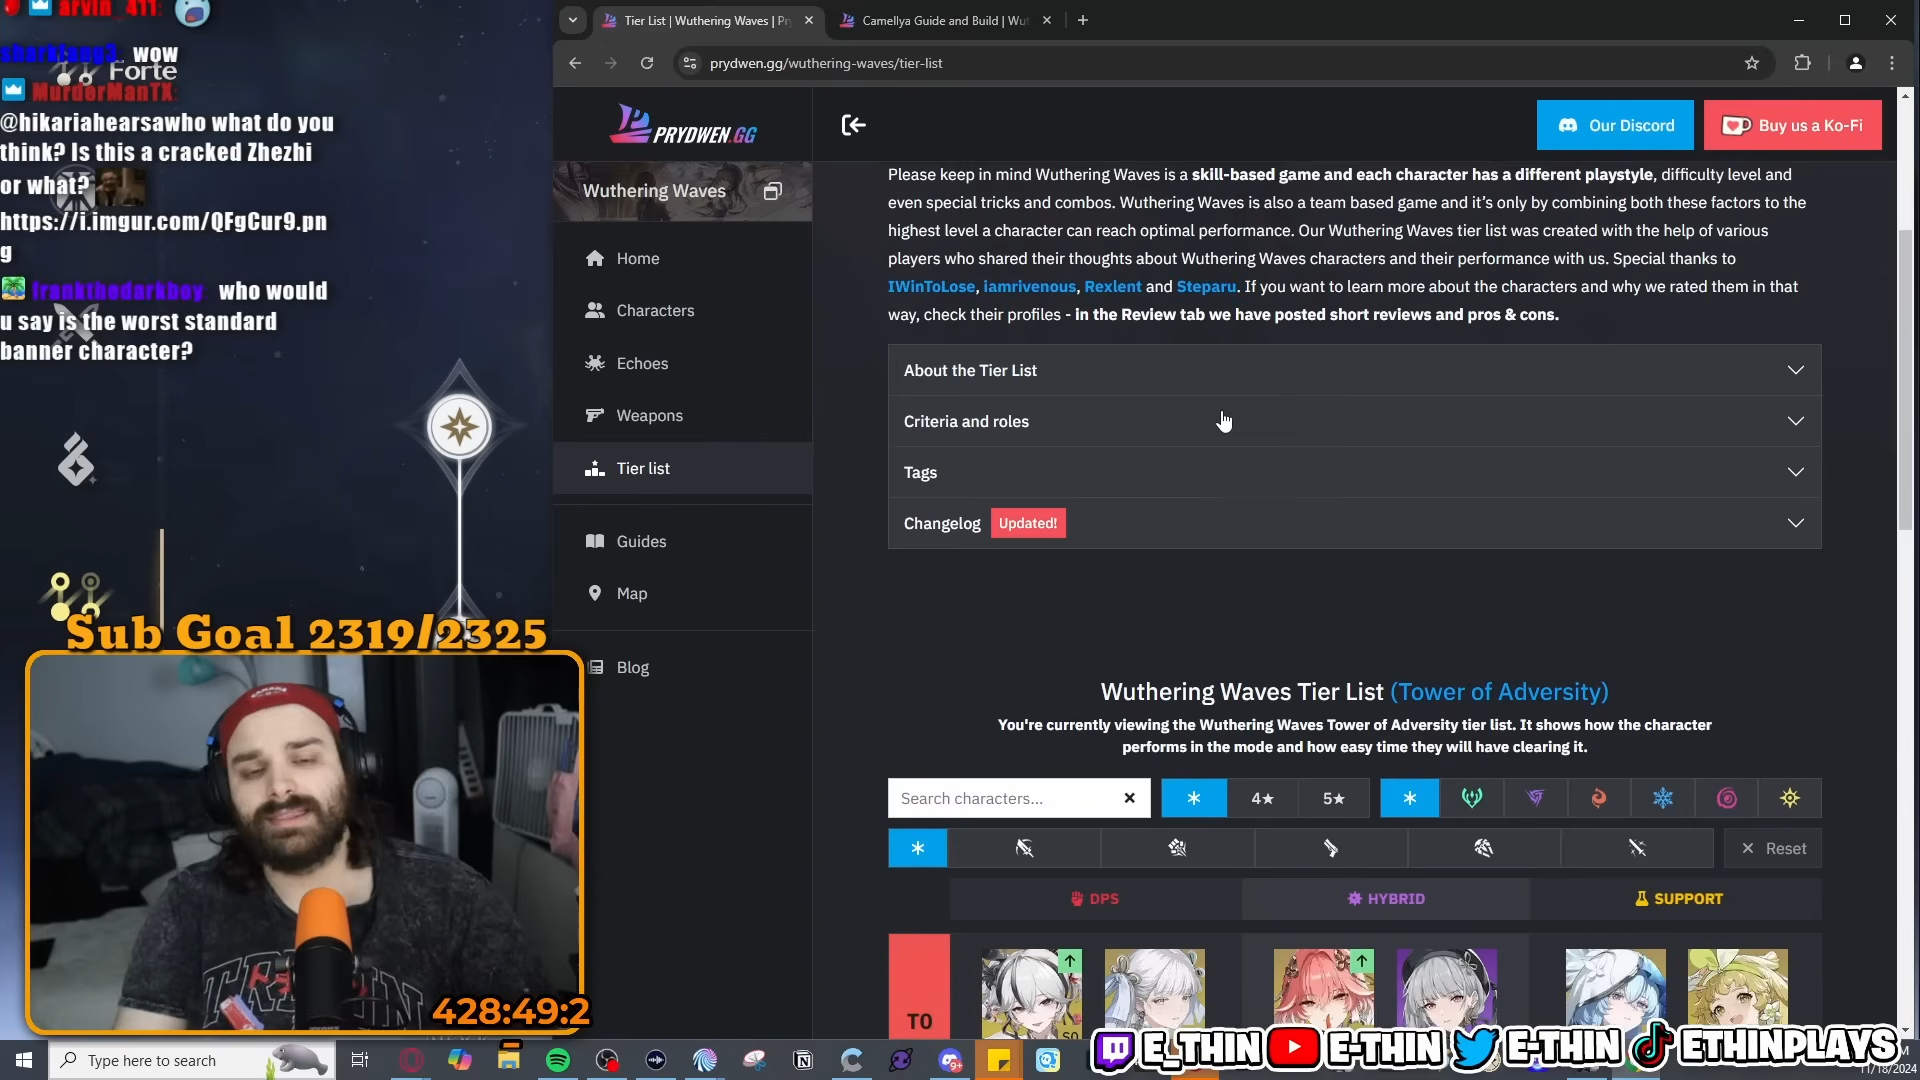 arvin_411:
sharkfang3 wow
Forte
MurderManTX:
@hikariahearsawho what do you
think? Is this a cracked Zhezhi
or what?
https://i.imgur.com/QFgCur9.pn
g
frankthedarkboy: who would
u say is the worst standard
banner character?
Sub Goal 2319/2325
428:49:2
Tier List | Wuthering Waves | Pr
Camellya Guide and Build | Wut
prydwen.gg/wuthering-waves/tier-list
PRYDWEN.GG
Our Discord
Buy us a Ko-Fi
Wuthering Waves
Home
Characters
Echoes
Weapons
Tier list
Guides
Map
Blog
Please keep in mind Wuthering Waves is a skill-based game and each character has a different playstyle, difficulty level and
even special tricks and combos. Wuthering Waves is also a team based game and it's only by combining both these factors to the
highest level a character can reach optimal performance. Our Wuthering Waves tier list was created with the help of various
players who shared their thoughts about Wuthering Waves characters and their performance with us. Special thanks to
IWinToLose, iamrivenous, Rexlent and Steparu. If you want to learn more about the characters and why we rated them in that
way, check their profiles - in the Review tab we have posted short reviews and pros & cons.
About the Tier List
Criteria and roles
Tags
Changelog Updated!
Wuthering Waves Tier List (Tower of Adversity)
You're currently viewing the Wuthering Waves Tower of Adversity tier list. It shows how the character
performs in the mode and how easy time they will have clearing it.
Search characters...
4★
5★
Reset
DPS
HYBRID
SUPPORT
T0
S0
Type here to search
9+
E_THIN
E-THIN
E-THIN
ETHINPLAYS
11/18/2024